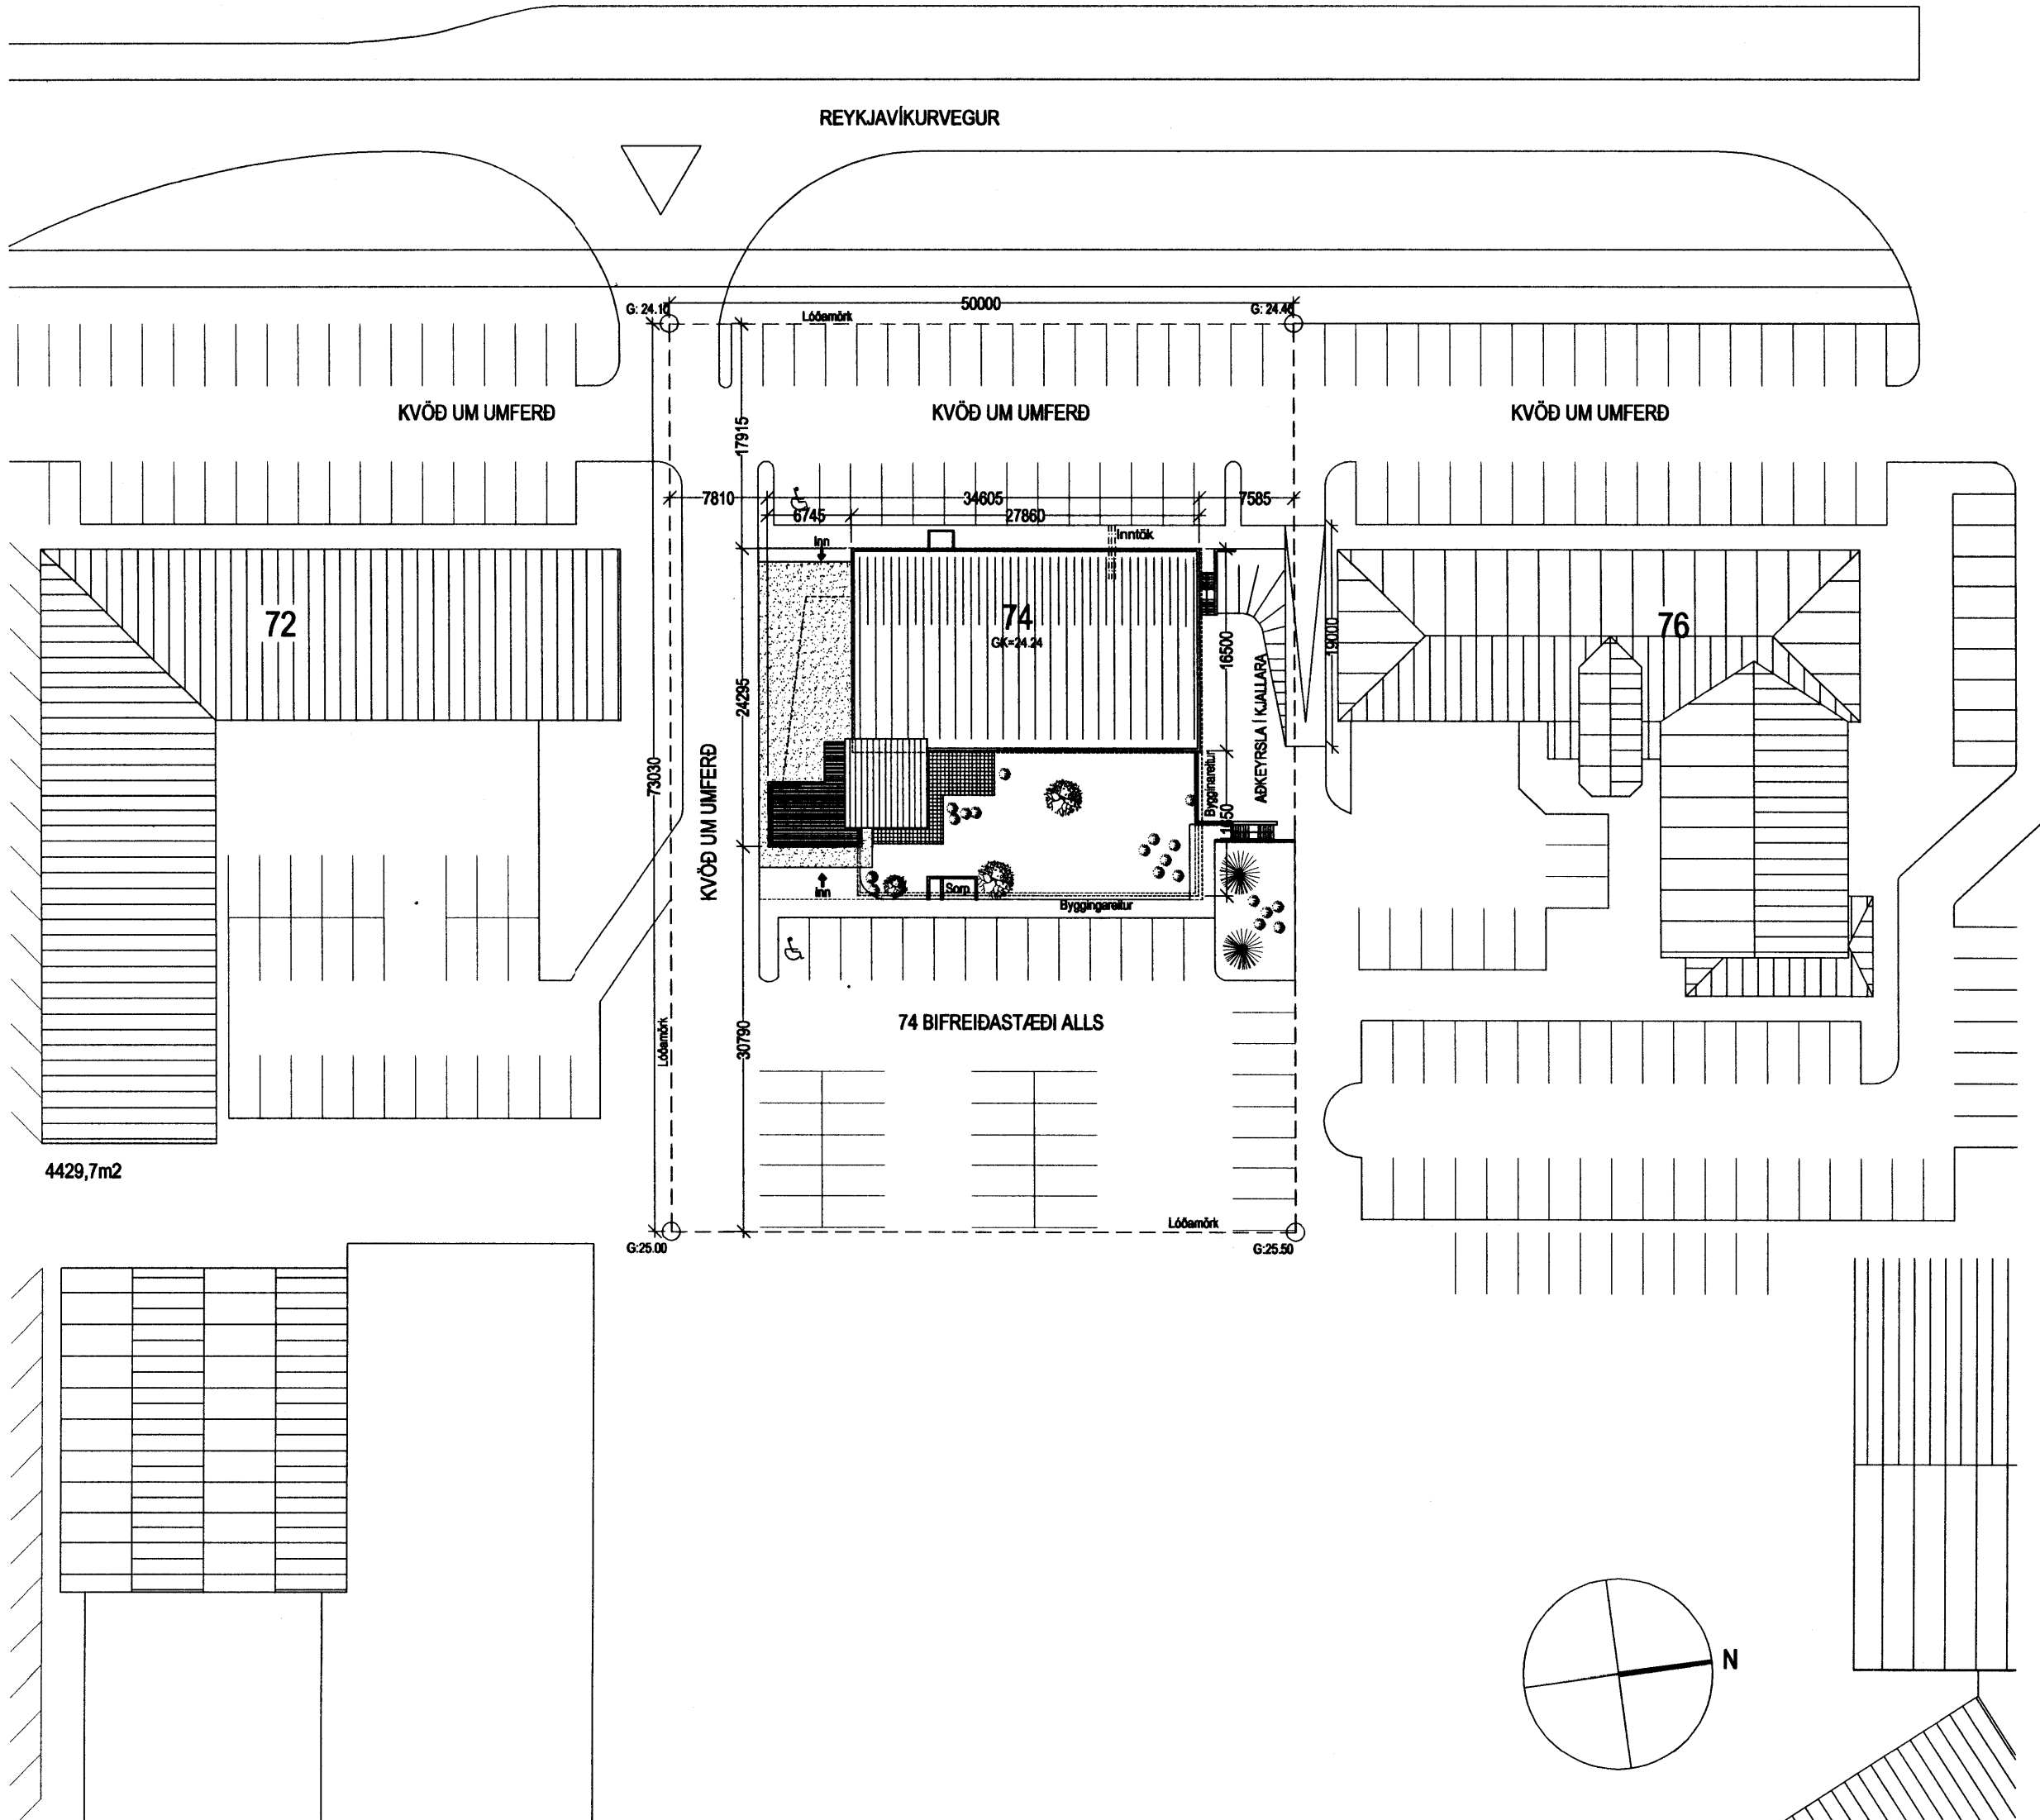 REYKJAVÍKURVEGUR
50000
G: 24.10
Lóðamörk
G: 24.40
KVÖÐ UM UMFERÐ
KVÖÐ UM UMFERÐ
KVÖÐ UM UMFERÐ
17915
7810
34605
7585
6745
27860
Inn
Inntök
72
74
GK=24.24
76
16500
19000
AÐKEYRSLA Í KJALLARA
24295
73030
KVÖÐ UM UMFERÐ
Byggingareitur
Inn
Sorp
Byggingareitur
74 BIFREIÐASTÆÐI ALLS
Lóðamörk
30790
4429,7m2
Lóðamörk
G:25.00
G:25.50
N